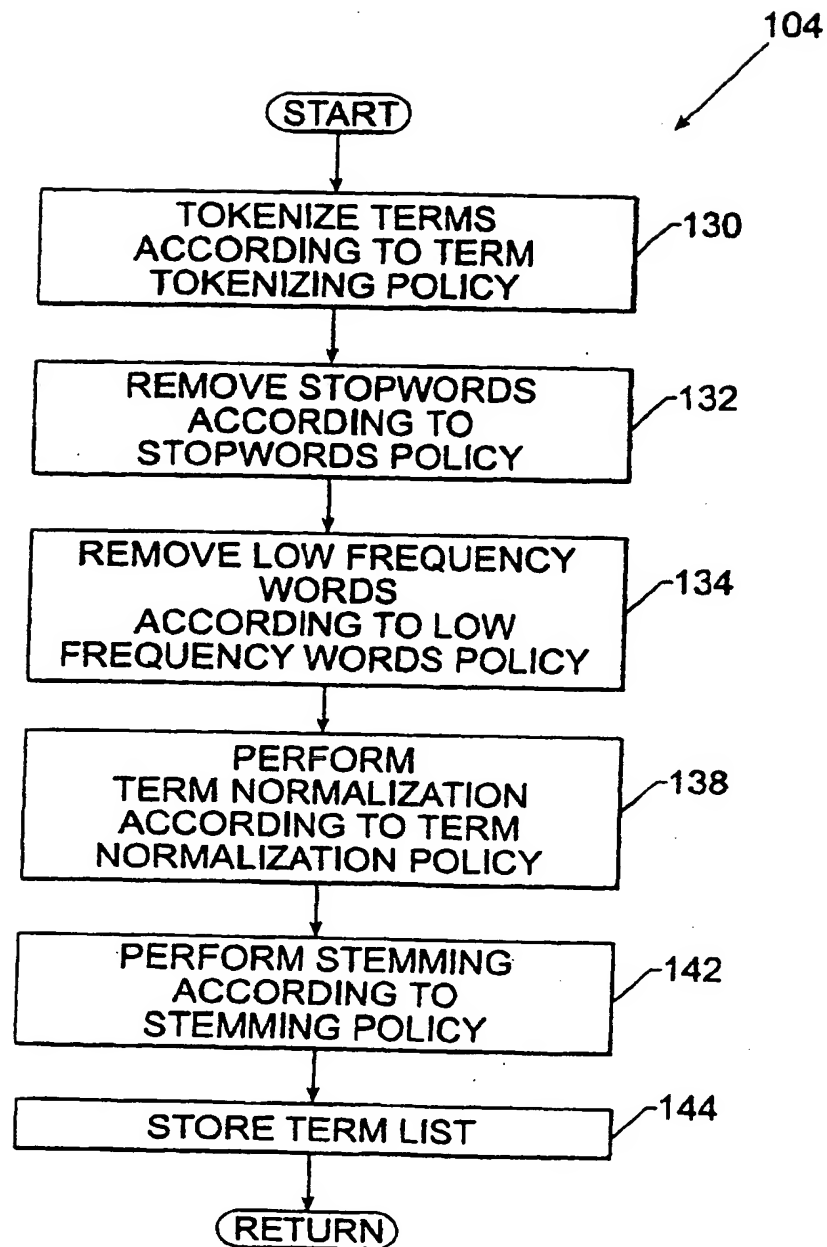 104
START
TOKENIZE TERMS
ACCORDING TO TERM
TOKENIZING POLICY
130
REMOVE STOPWORDS
ACCORDING TO
STOPWORDS POLICY
132
REMOVE LOW FREQUENCY
WORDS
ACCORDING TO LOW
FREQUENCY WORDS POLICY
134
PERFORM
TERM NORMALIZATION
ACCORDING TO TERM
NORMALIZATION POLICY
138
PERFORM STEMMING
ACCORDING TO
STEMMING POLICY
142
STORE TERM LIST
144
RETURN